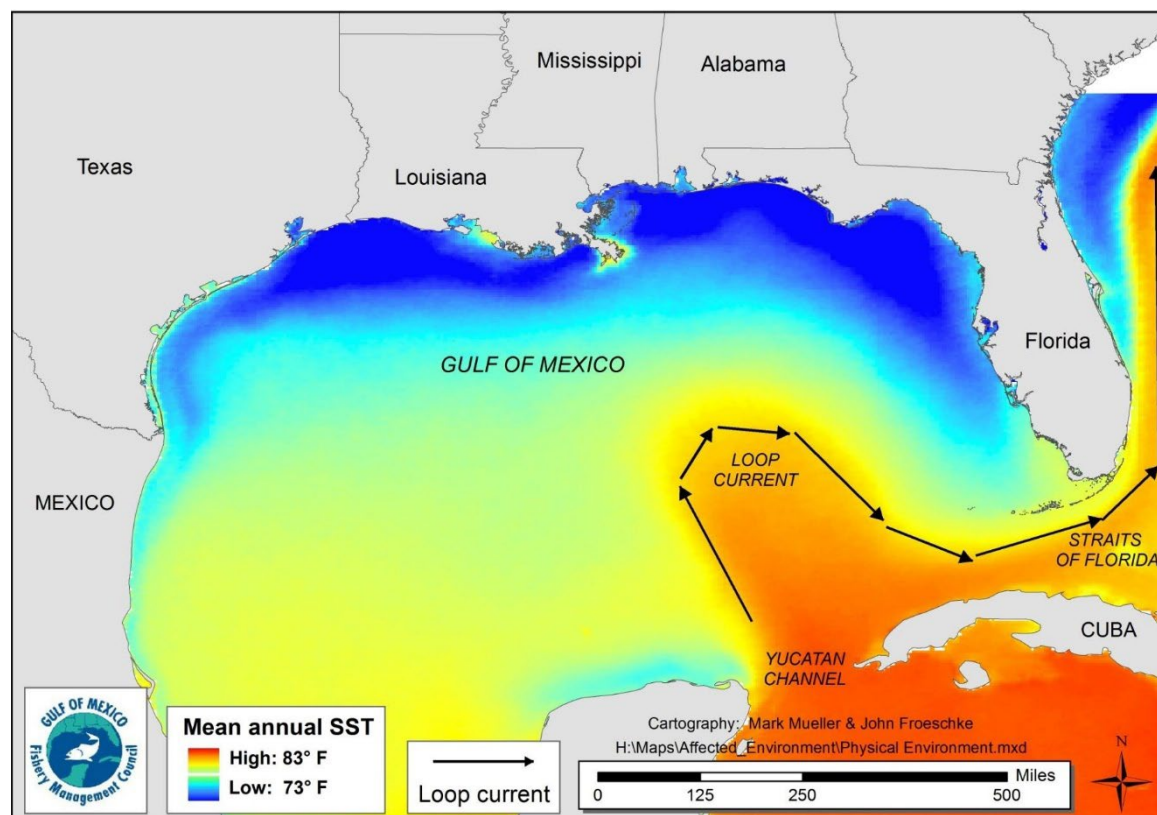 Mississippi
Alabama
Texas
Louisiana
GULF OF MEXICO
Florida
LOOP
CURRENT
MEXICO
STRAITS
OF FLORIDA
CUBA
YUCATAN
CHANNEL
GULF OF MEXICO
Fishery Management Council
Mean annual SST
High: 83° F
Low: 73° F
Loop current
Cartography: Mark Mueller & John Froeschke
H:\Maps\Affected_Environment\Physical Environment.mxd
Miles
0 125 250 500
N